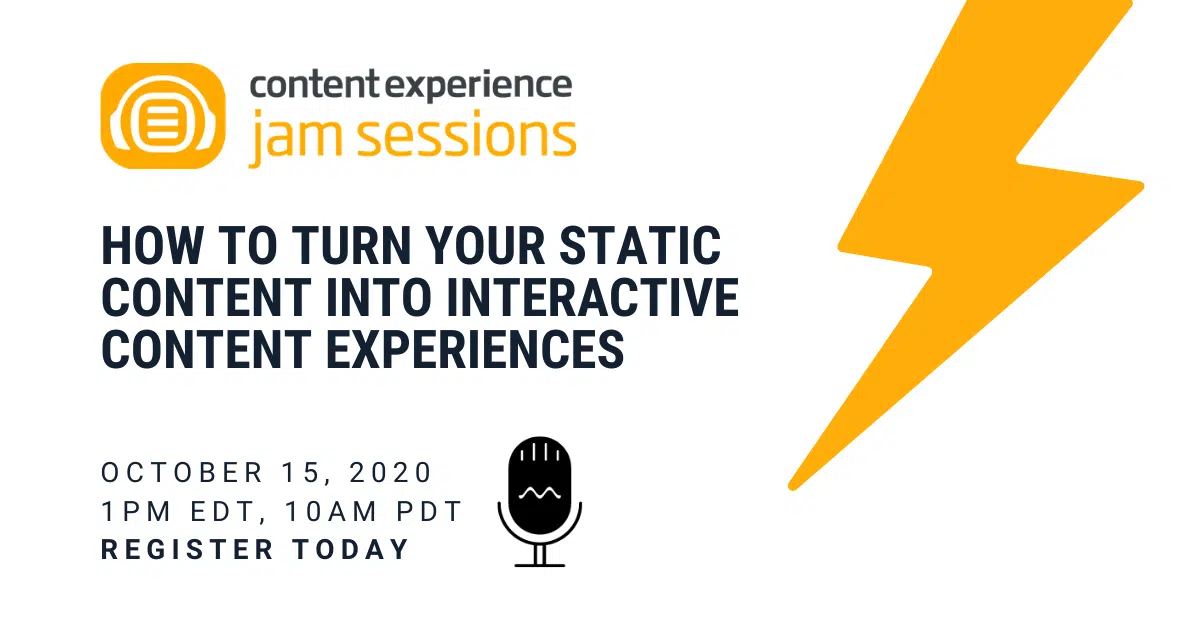 content experience
jam sessions
HOW TO TURN YOUR STATIC
CONTENT INTO INTERACTIVE
CONTENT EXPERIENCES
OCTOBER 15, 2020
1PM EDT, 10AM PDT
REGISTER TODAY